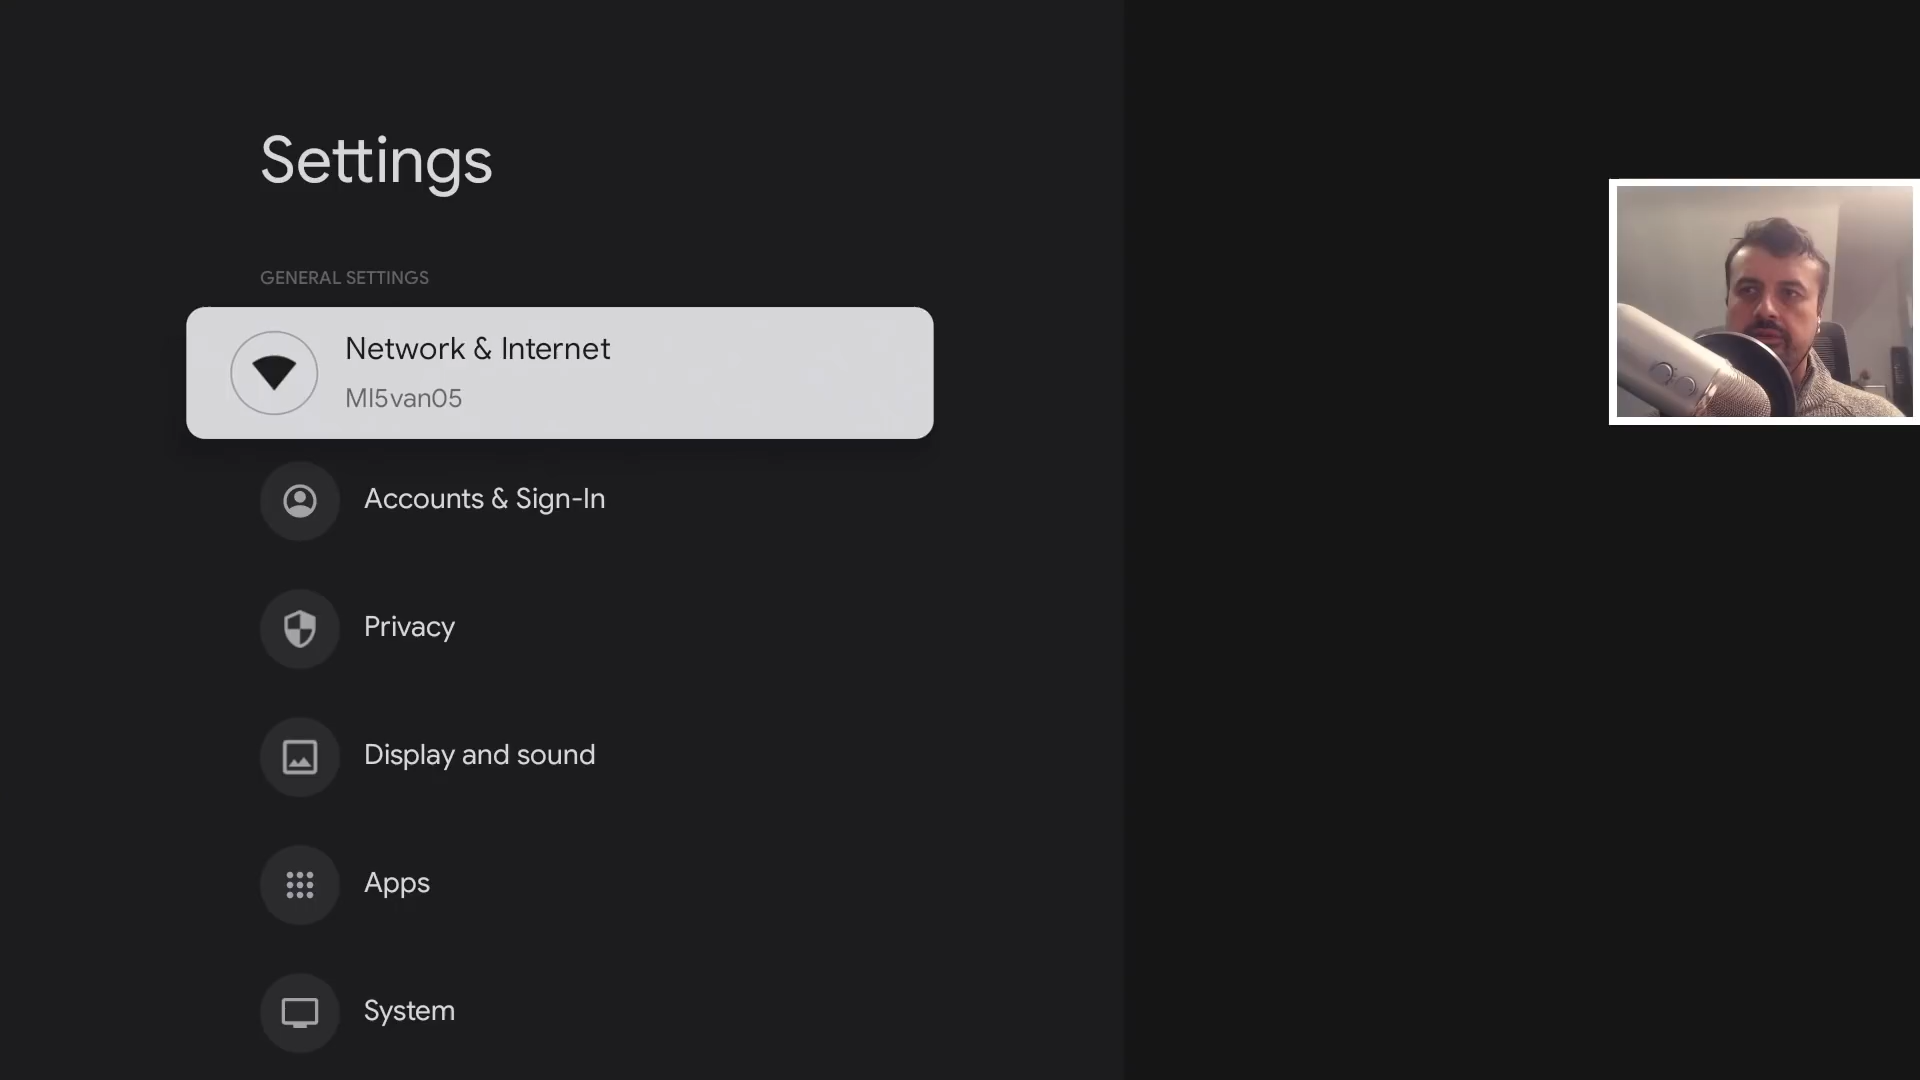 Settings
GENERAL SETTINGS
Network & Internet
MI5van05
Accounts & Sign-In
Privacy
Display and sound
Apps
System